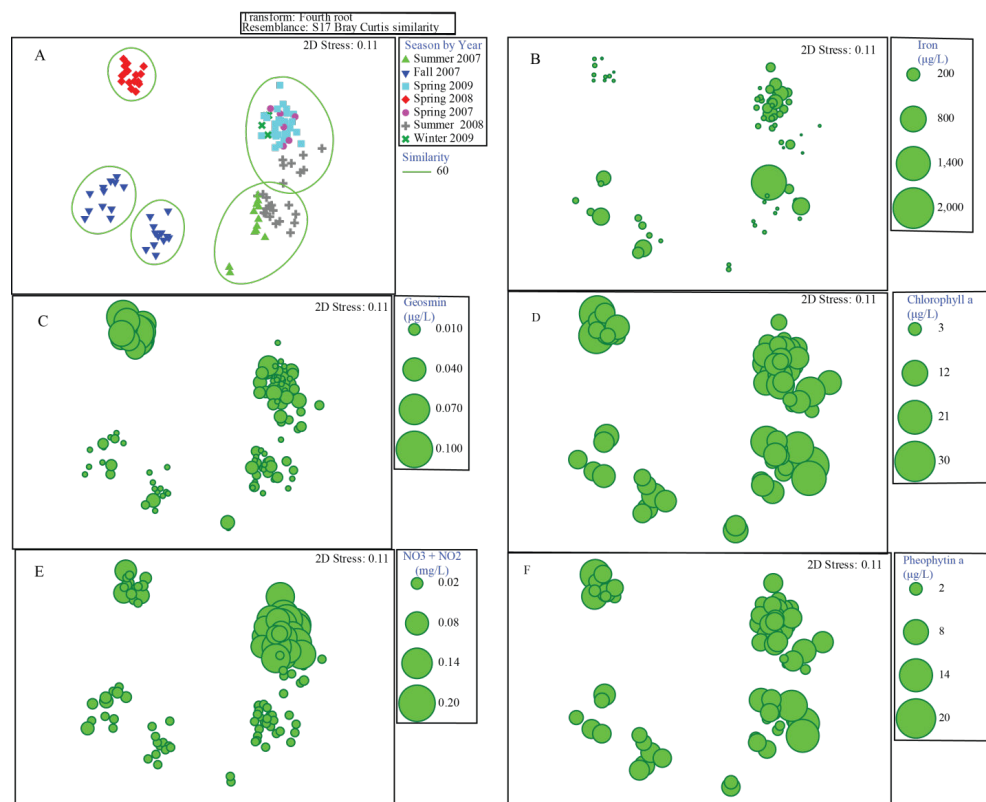 Transform: Fourth root
Resemblance: S17 Bray Curtis similarity
A
2D Stress: 0.11
Season by Year
Summer 2007
Fall 2007
Spring 2009
Spring 2008
Spring 2007
Summer 2008
Winter 2009
Similarity
60
B
2D Stress: 0.11
Iron
(µg/L)
200
800
1,400
2,000
C
2D Stress: 0.11
Geosmin
(µg/L)
0.010
0.040
0.070
0.100
D
2D Stress: 0.11
Chlorophyll a
(µg/L)
3
12
21
30
E
2D Stress: 0.11
NO3 + NO2
(mg/L)
0.02
0.08
0.14
0.20
F
2D Stress: 0.11
Pheophytin a
(µg/L)
2
8
14
20